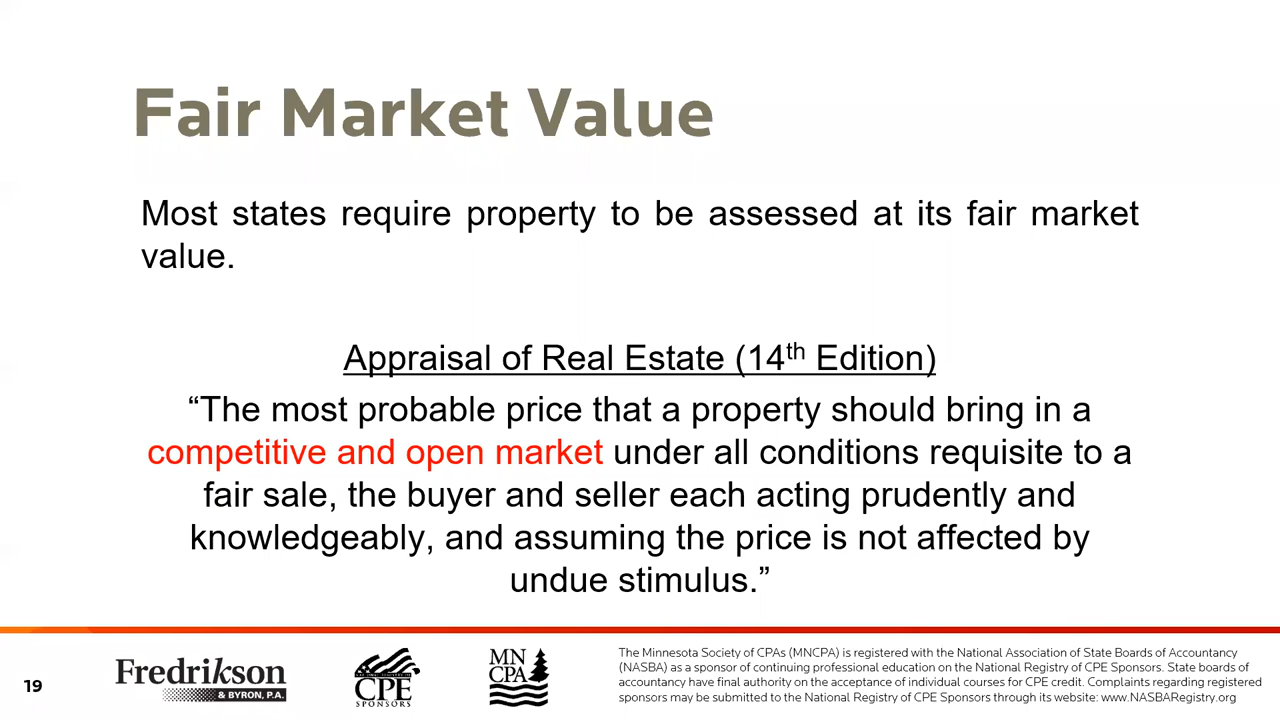 Fair Market Value
Most states require property to be assessed at its fair market
value.
Appraisal of Real Estate (14th Edition)
“The most probable price that a property should bring in a
competitive and open market under all conditions requisite to a
fair sale, the buyer and seller each acting prudently and
knowledgeably, and assuming the price is not affected by
undue stimulus.”
19
Fredrikson
& BYRON, P.A.
CPE
SPONSORS
MN
CPA
The Minnesota Society of CPAs (MNCPA) is registered with the National Association of State Boards of Accountancy
(NASBA) as a sponsor of continuing professional education on the National Registry of CPE Sponsors. State boards of
accountancy have final authority on the acceptance of individual courses for CPE credit. Complaints regarding registered
sponsors may be submitted to the National Registry of CPE Sponsors through its website: www.NASBARegistry.org